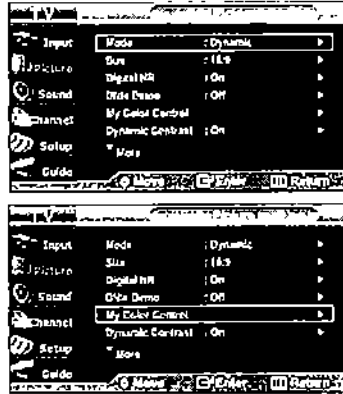 TV
Input
Picture
Sound
Channel
Setup
Guide
Mode : Dynamic
Size : 16:9
Digital NR : On
DNIe Demo : Off
My Color Control
Dynamic Contrast : On
More
Move Enter Return
TV
Input
Picture
Sound
Channel
Setup
Guide
Mode : Dynamic
Size : 16:9
Digital NR : On
DNIe Demo : Off
My Color Control
Dynamic Contrast : On
More
Move Enter Return